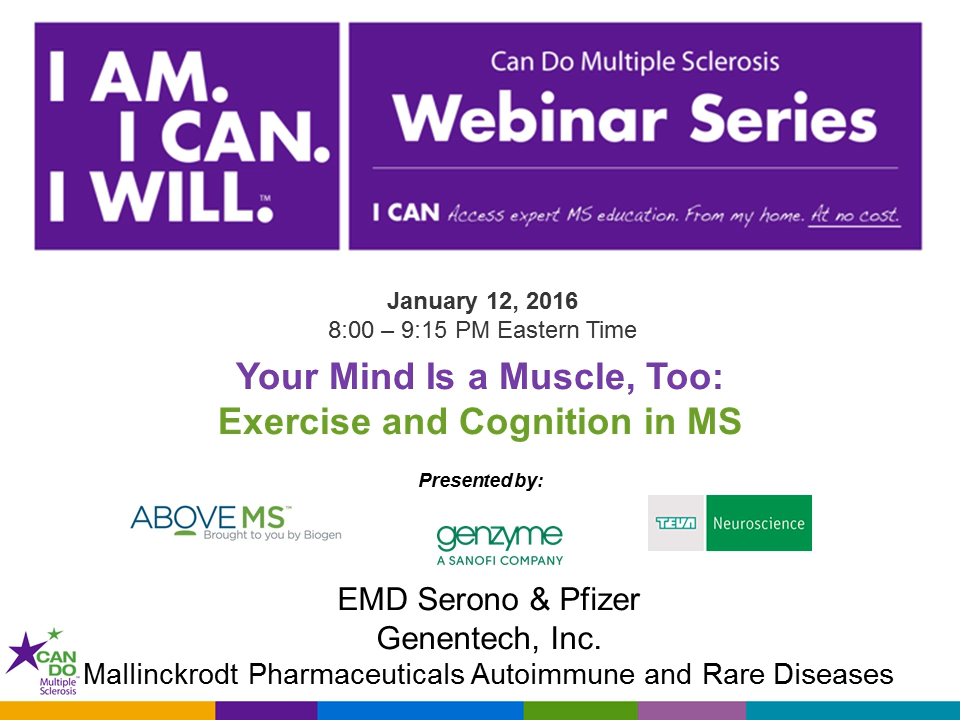 I AM.
I CAN.
I WILL.™
Can Do Multiple Sclerosis
Webinar Series
I CAN Access expert MS education. From my home. At no cost.
January 12, 2016
8:00 – 9:15 PM Eastern Time
Your Mind Is a Muscle, Too:
Exercise and Cognition in MS
Presented by:
ABOVE MS™
Brought to you by Biogen
genzyme
A SANOFI COMPANY
TEVA Neuroscience
EMD Serono & Pfizer
Genentech, Inc.
Mallinckrodt Pharmaceuticals Autoimmune and Rare Diseases
CAN
DO™
Multiple
Sclerosis